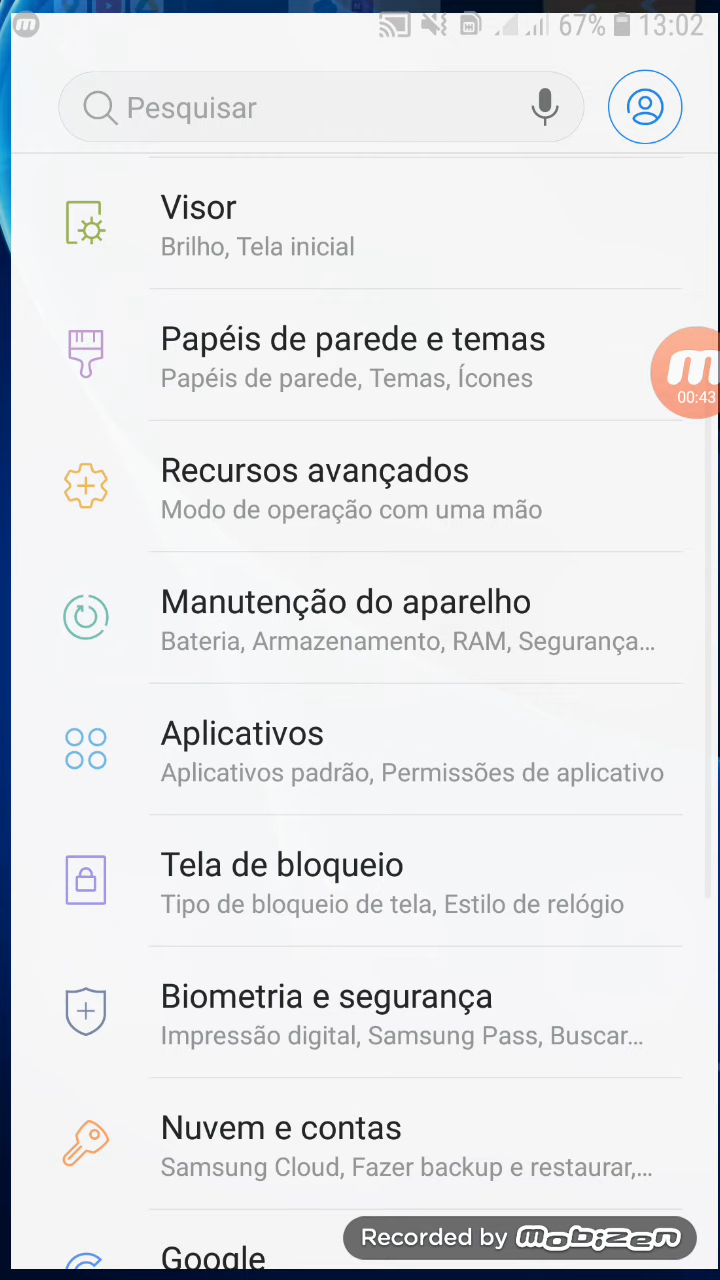 m
67% 13:02
Pesquisar
Visor
Brilho, Tela inicial
Papéis de parede e temas
Papéis de parede, Temas, Ícones
m
00:43
Recursos avançados
Modo de operação com uma mão
Manutenção do aparelho
Bateria, Armazenamento, RAM, Segurança...
Aplicativos
Aplicativos padrão, Permissões de aplicativo
Tela de bloqueio
Tipo de bloqueio de tela, Estilo de relógio
Biometria e segurança
Impressão digital, Samsung Pass, Buscar...
Nuvem e contas
Samsung Cloud, Fazer backup e restaurar,...
Google
Recorded by mobizen